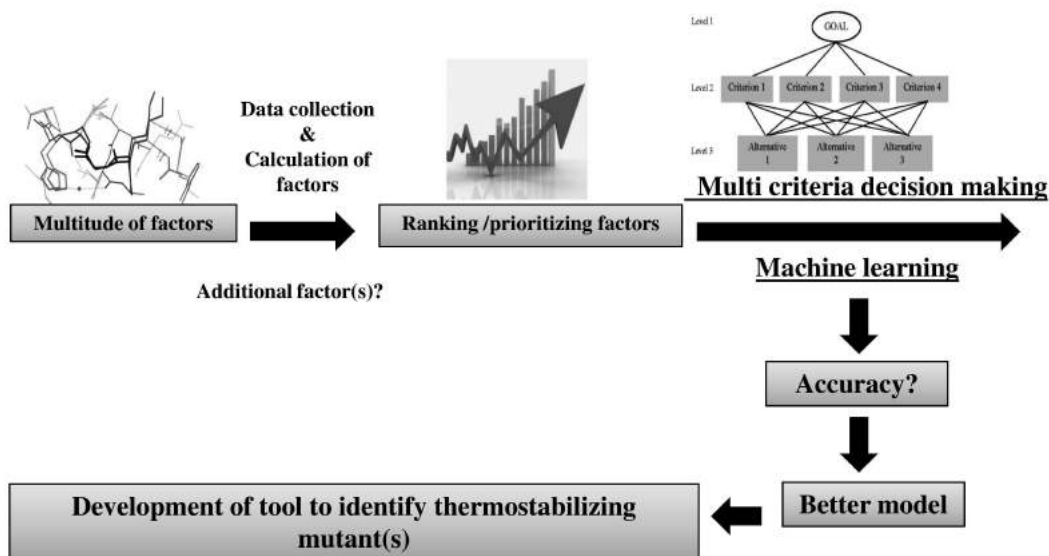 Level 1
GOAL
Level 2
Criterion 1
Criterion 2
Criterion 3
Criterion 4
Level 3
Alternative
1
Alternative
2
Alternative
3
Data collection
&
Calculation of
factors
Multi criteria decision making
Multitude of factors
Ranking /prioritizing factors
Additional factor(s)?
Machine learning
Accuracy?
Better model
Development of tool to identify thermostabilizing
mutant(s)